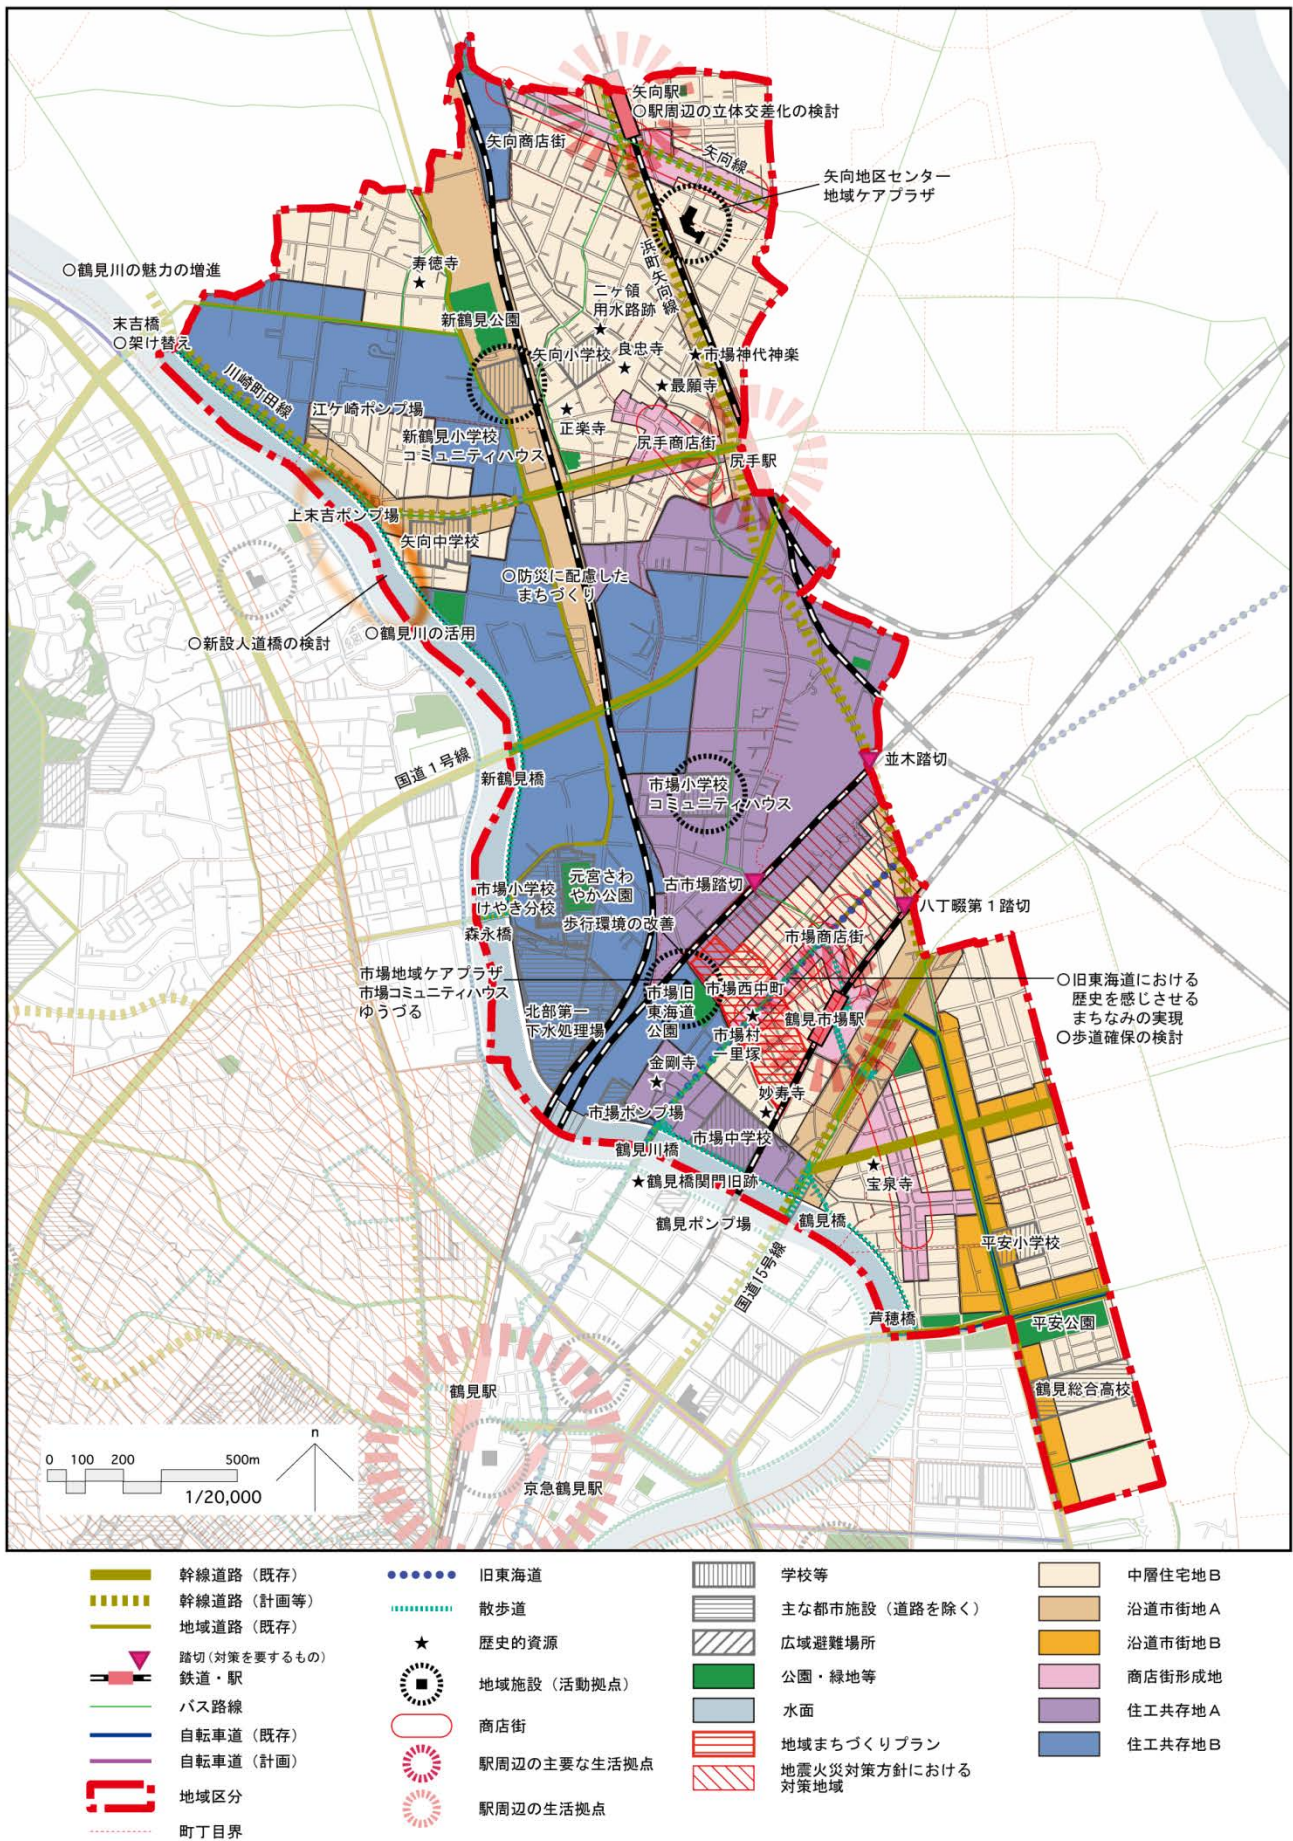 矢向駅
○駅周辺の立体交差化の検討
矢向商店街
矢向線
矢向地区センター
地域ケアプラザ
浜町矢向線
○鶴見川の魅力の増進
寿徳寺
二ヶ領
用水路跡
新鶴見公園
末吉橋
○架け替え
矢向小学校
良忠寺
市場神代神楽
川崎町田線
最願寺
江ケ崎ポンプ場
正楽寺
新鶴見小学校
コミュニティハウス
尻手商店街
尻手駅
上末吉ポンプ場
矢向中学校
○防災に配慮した
まちづくり
○新設人道橋の検討
○鶴見川の活用
国道1号線
新鶴見橋
並木踏切
市場小学校
コミュニティハウス
元宮さわ
やか公園
古市場踏切
市場小学校
けやき分校
八丁畷第1踏切
歩行環境の改善
森永橋
市場商店街
市場地域ケアプラザ
市場コミュニティハウス
ゆうづる
市場西中町
市場旧
東海道
公園
○旧東海道における
歴史を感じさせる
まちなみの実現
○歩道確保の検討
北部第一
下水処理場
鶴見市場駅
市場村
一里塚
金剛寺
妙寿寺
市場ポンプ場
市場中学校
鶴見川橋
鶴見橋関門旧跡
宝泉寺
鶴見ポンプ場
鶴見橋
平安小学校
国道15号線
芦穂橋
平安公園
鶴見駅
鶴見総合高校
京急鶴見駅
n
0 100 200 500m
1/20,000
幹線道路（既存）
幹線道路（計画等）
地域道路（既存）
踏切（対策を要するもの）
鉄道・駅
バス路線
自転車道（既存）
自転車道（計画）
地域区分
町丁目界
旧東海道
散歩道
歴史的資源
地域施設（活動拠点）
商店街
駅周辺の主要な生活拠点
駅周辺の生活拠点
学校等
主な都市施設（道路を除く）
広域避難場所
公園・緑地等
水面
地域まちづくりプラン
地震火災対策方針における
対策地域
中層住宅地B
沿道市街地A
沿道市街地B
商店街形成地
住工共存地A
住工共存地B